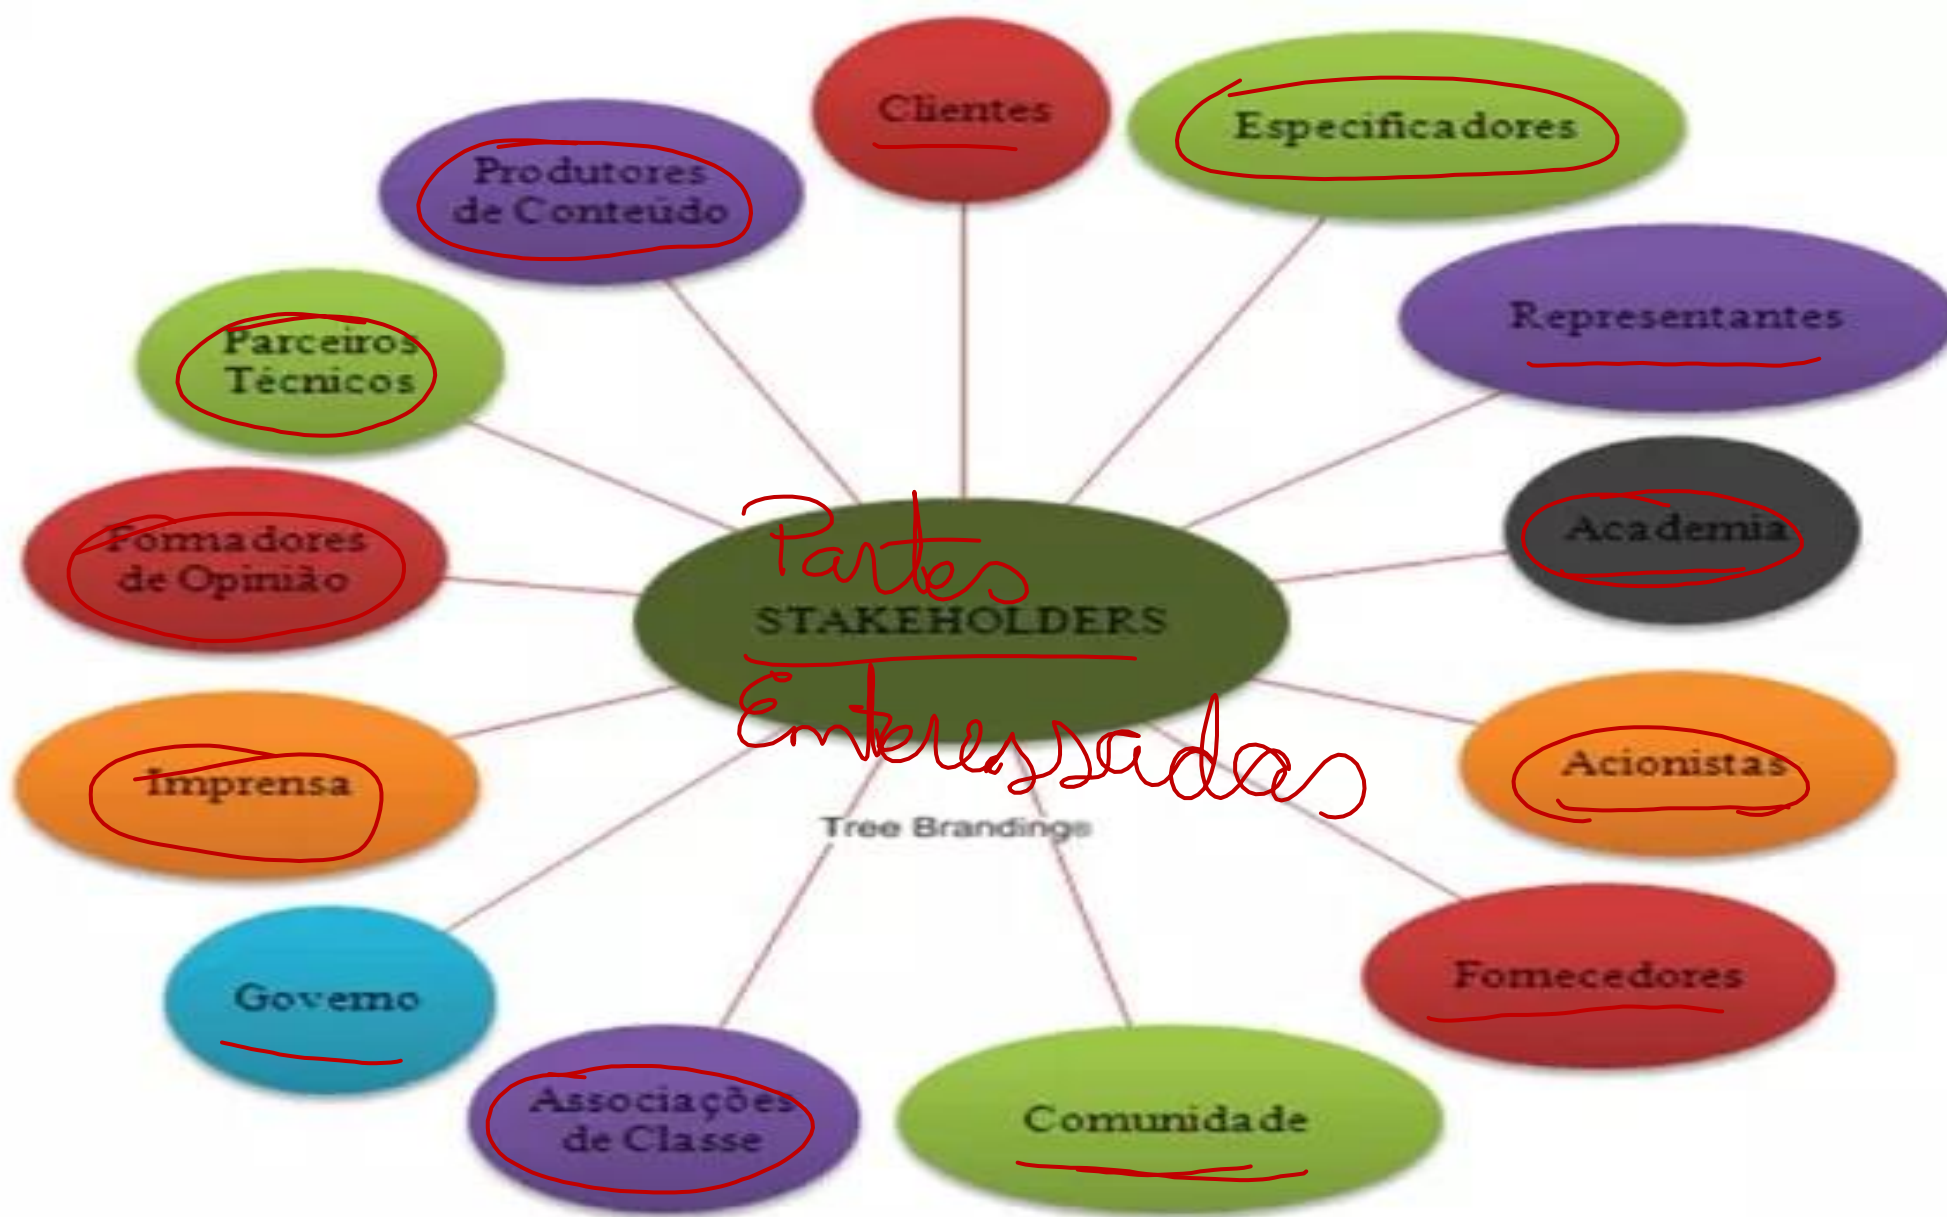 Clientes
Especificadores
Produtores
de Conteúdo
Representantes
Parceiros
Técnicos
Academia
Formadores
de Opinião
Partes
STAKEHOLDERS
Enteressadas
Acionistas
Imprensa
Tree Brandings
Fornecedores
Governo
Associações
de Classe
Comunidade